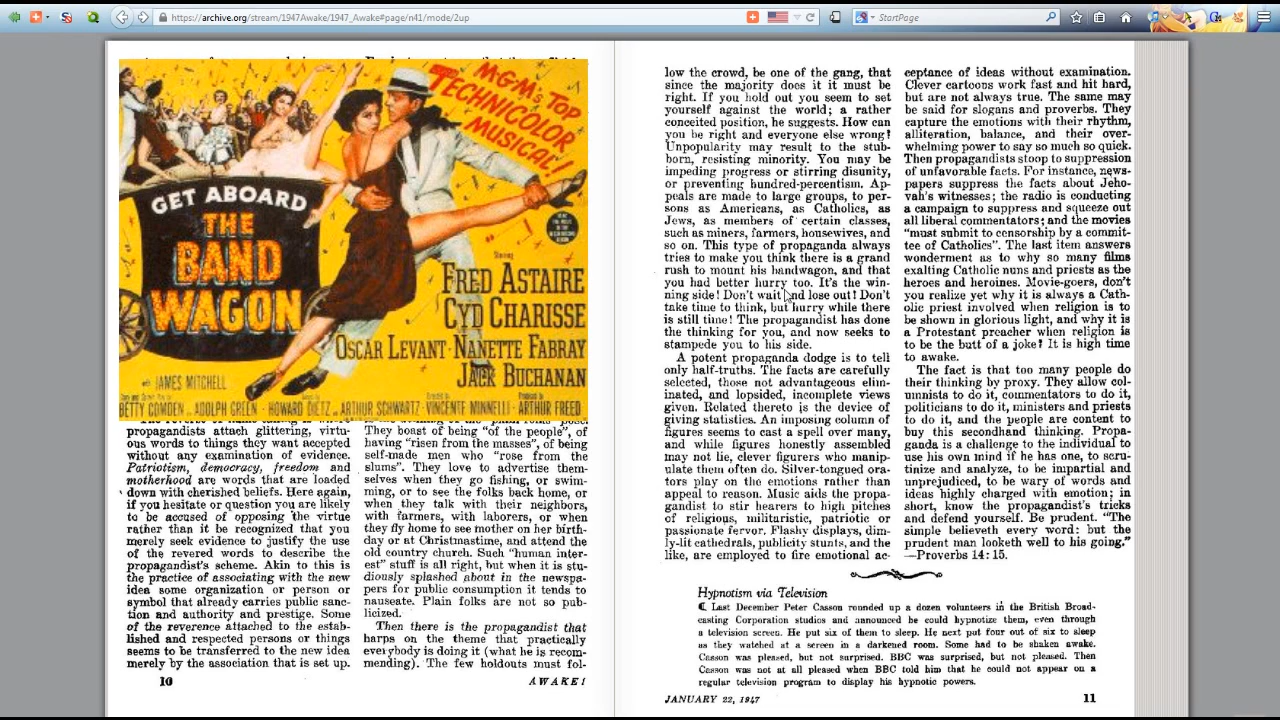 https://archive.org/stream/1947Awake/1947_Awake#page/n41/mode/2up
StartPage
M-G-M's TOP
TECHNICOLOR
MUSICAL!
GET ABOARD
THE
BAND
WAGON
Starring
FRED ASTAIRE
CYD CHARISSE
OSCAR LEVANT · NANETTE FABRAY
JACK BUCHANAN
with JAMES MITCHELL
BETTY COMDEN and ADOLPH GREEN · HOWARD DIETZ and ARTHUR SCHWARTZ · VINCENTE MINNELLI · ARTHUR FREED
propagandists attach glittering, virtu-
ous words to things they want accepted
without any examination of evidence.
Patriotism, democracy, freedom and
motherhood are words that are loaded
down with cherished beliefs. Here again,
if you hesitate or question you are likely
to be accused of opposing the virtue
rather than it be recognized that you
merely seek evidence to justify the use
of the revered words to describe the
propagandist's scheme. Akin to this is
the practice of associating with the new
idea some organization or person or
symbol that already carries public sanc-
tion and authority and prestige. Some
of the reverence attached to the estab-
lished and respected persons or things
seems to be transferred to the new idea
merely by the association that is set up.
They boast of being "of the people", of
having "risen from the masses", of being
self-made men who "rose from the
slums". They love to advertise them-
selves when they go fishing, or swim-
ming, or to see the folks back home, or
when they talk with their neighbors,
with farmers, with laborers, or when
they fly home to see mother on her birth-
day or at Christmastime, and attend the
old country church. Such "human inter-
est" stuff is all right, but when it is stu-
diously splashed about in the newspa-
pers for public consumption it tends to
nauseate. Plain folks are not so pub-
licized.
Then there is the propagandist that
harps on the theme that practically
everybody is doing it (what he is recom-
mending). The few holdouts must fol-
10
AWAKE!
low the crowd, be one of the gang, that
since the majority does it it must be
right. If you hold out you seem to set
yourself against the world; a rather
conceited position, he suggests. How can
you be right and everyone else wrong?
Unpopularity may result to the stub-
born, resisting minority. You may be
impeding progress or stirring disunity,
or preventing hundred-percentism. Ap-
peals are made to large groups, to per-
sons as Americans, as Catholics, as
Jews, as members of certain classes,
such as miners, farmers, housewives, and
so on. This type of propaganda always
tries to make you think there is a grand
rush to mount his bandwagon, and that
you had better hurry too. It's the win-
ning side! Don't wait and lose out! Don't
take time to think, but hurry while there
is still time! The propagandist has done
the thinking for you, and now seeks to
stampede you to his side.
A potent propaganda dodge is to tell
only half-truths. The facts are carefully
selected, those not advantageous elim-
inated, and lopsided, incomplete views
given. Related thereto is the device of
giving statistics. An imposing column of
figures seems to cast a spell over many,
and while figures honestly assembled
may not lie, clever figurers who manip-
ulate them often do. Silver-tongued ora-
tors play on the emotions rather than
appeal to reason. Music aids the propa-
gandist to stir hearers to high pitches
of religious, militaristic, patriotic or
passionate fervor. Flashy displays, dim-
ly-lit cathedrals, publicity stunts, and the
like, are employed to fire emotional ac-
ceptance of ideas without examination.
Clever cartoons work fast and hit hard,
but are not always true. The same may
be said for slogans and proverbs. They
capture the emotions with their rhythm,
alliteration, balance, and their over-
whelming power to say so much so quick.
Then propagandists stoop to suppression
of unfavorable facts. For instance, news-
papers suppress the facts about Jeho-
vah's witnesses; the radio is conducting
a campaign to suppress and squeeze out
all liberal commentators; and the movies
"must submit to censorship by a commit-
tee of Catholics". The last item answers
wonderment as to why so many films
exalting Catholic nuns and priests as the
heroes and heroines. Movie-goers, don't
you realize yet why it is always a Cath-
olic priest involved when religion is to
be shown in glorious light, and why it is
a Protestant preacher when religion is
to be the butt of a joke? It is high time
to awake.
The fact is that too many people do
their thinking by proxy. They allow col-
umnists to do it, commentators to do it,
politicians to do it, ministers and priests
to do it, and the people are content to
buy this secondhand thinking. Propa-
ganda is a challenge to the individual to
use his own mind if he has one, to scru-
tinize and analyze, to be impartial and
unprejudiced, to be wary of words and
ideas highly charged with emotion; in
short, know the propagandist's tricks
and defend yourself. Be prudent. "The
simple believeth every word: but the
prudent man looketh well to his going."
—Proverbs 14:15.
Hypnotism via Television
¶ Last December Peter Casson rounded up a dozen volunteers in the British Broad-
casting Corporation studios and announced he could hypnotize them, even through
a television screen. He put six of them to sleep. He next put four out of six to sleep
as they watched at a screen in a darkened room. Some had to be shaken awake.
Casson was pleased, but not surprised. BBC was surprised, but not pleased. Then
Casson was not at all pleased when BBC told him that he could not appear on a
regular television program to display his hypnotic powers.
JANUARY 22, 1947
11